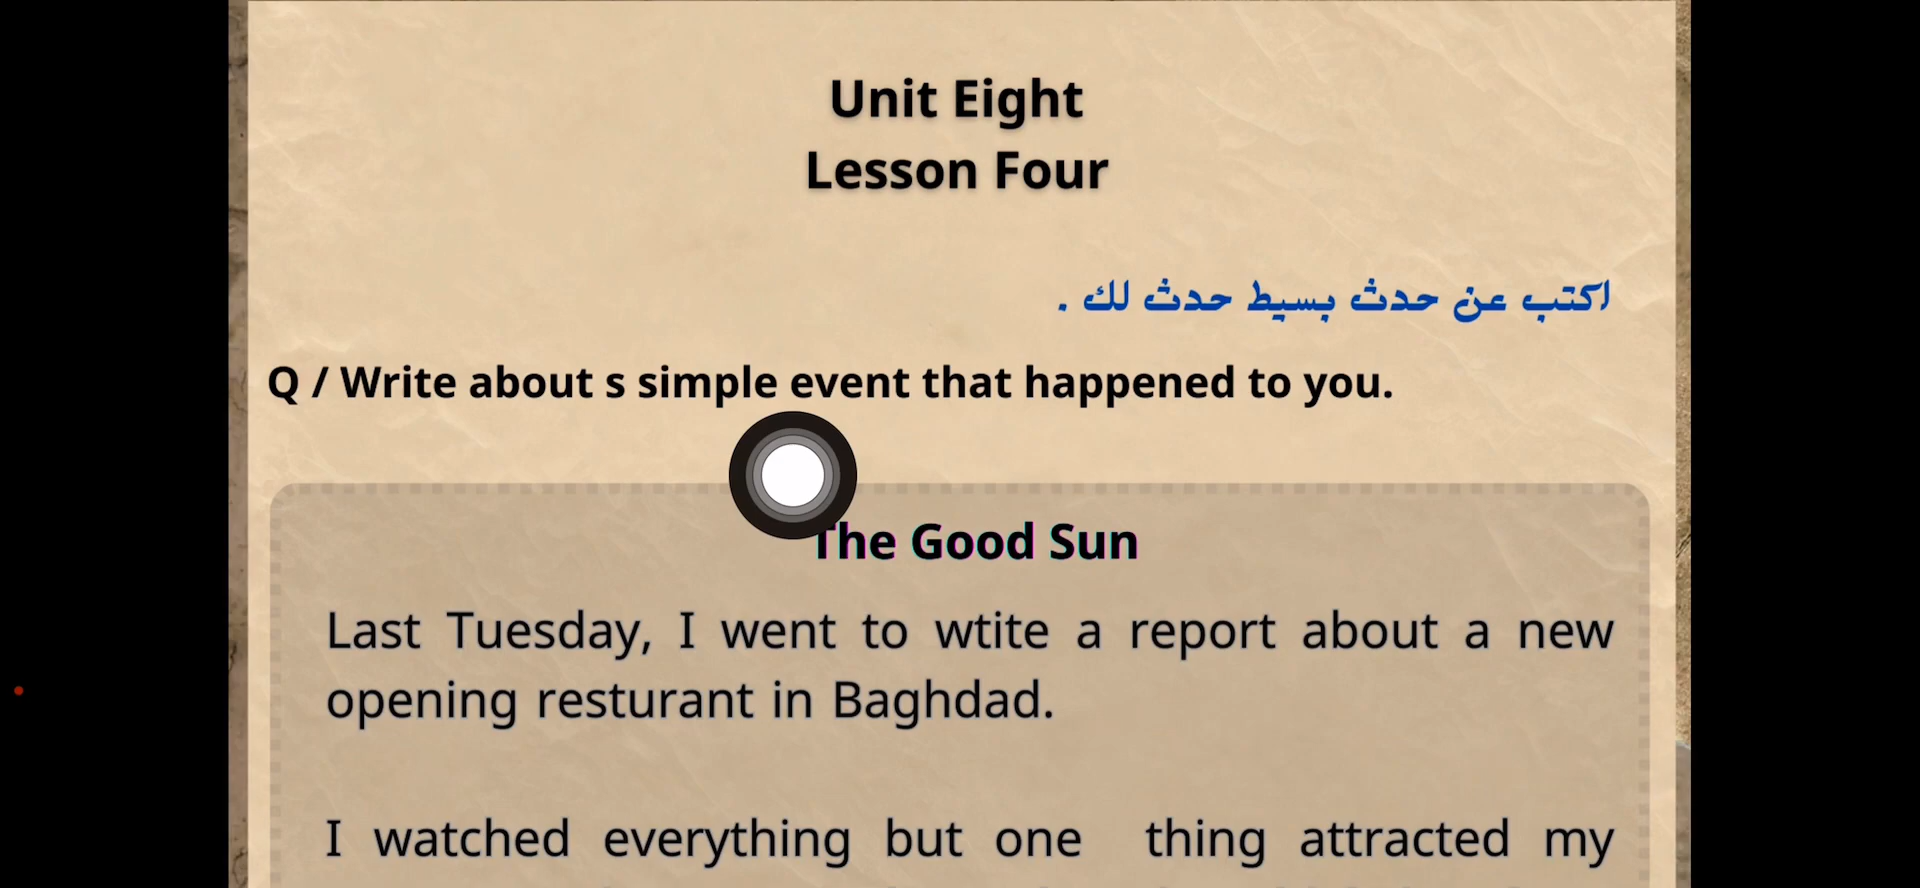 Unit Eight
Lesson Four
اكتب عن حدث بسيط حدث لك .
Q / Write about s simple event that happened to you.
The Good Sun
Last Tuesday, I went to wtite a report about a new
opening resturant in Baghdad.
I watched everything but one thing attracted my